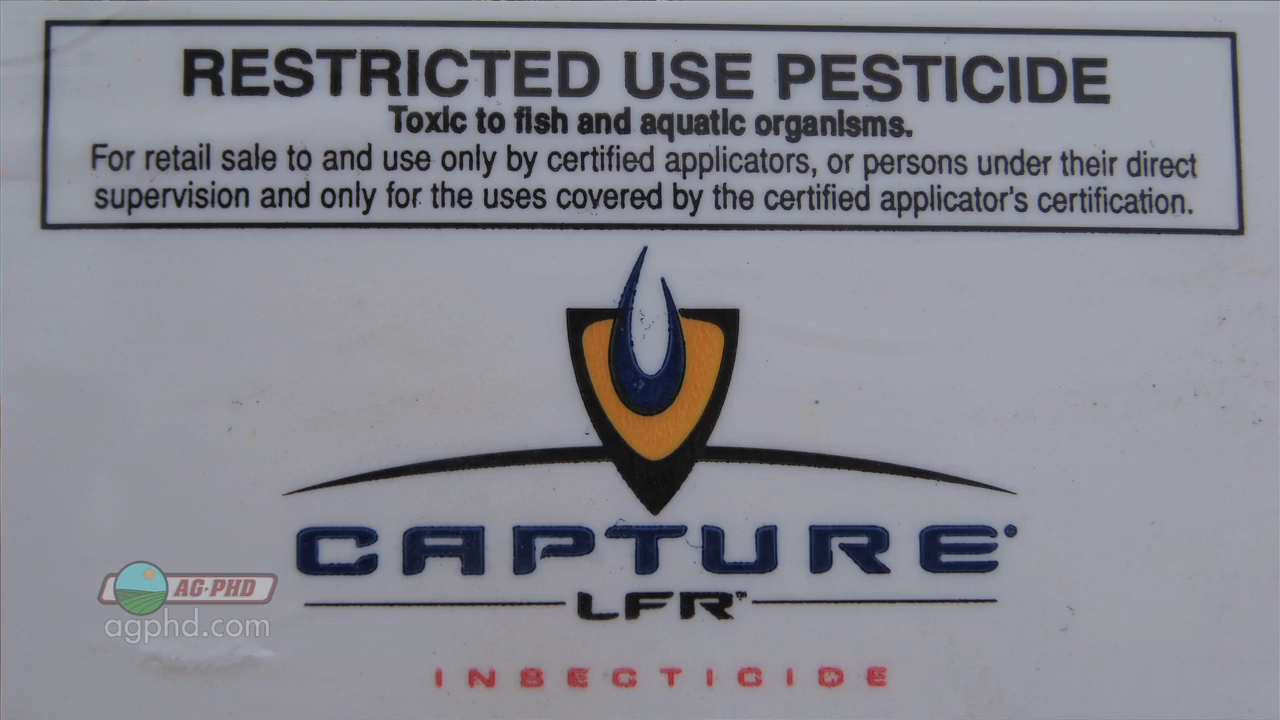 RESTRICTED USE PESTICIDE
Toxic to fish and aquatic organisms.
For retail sale to and use only by certified applicators, or persons under their direct
supervision and only for the uses covered by the certified applicator's certification.
CAPTURE®
LFR™
INSECTICIDE
AG·PHD
agphd.com